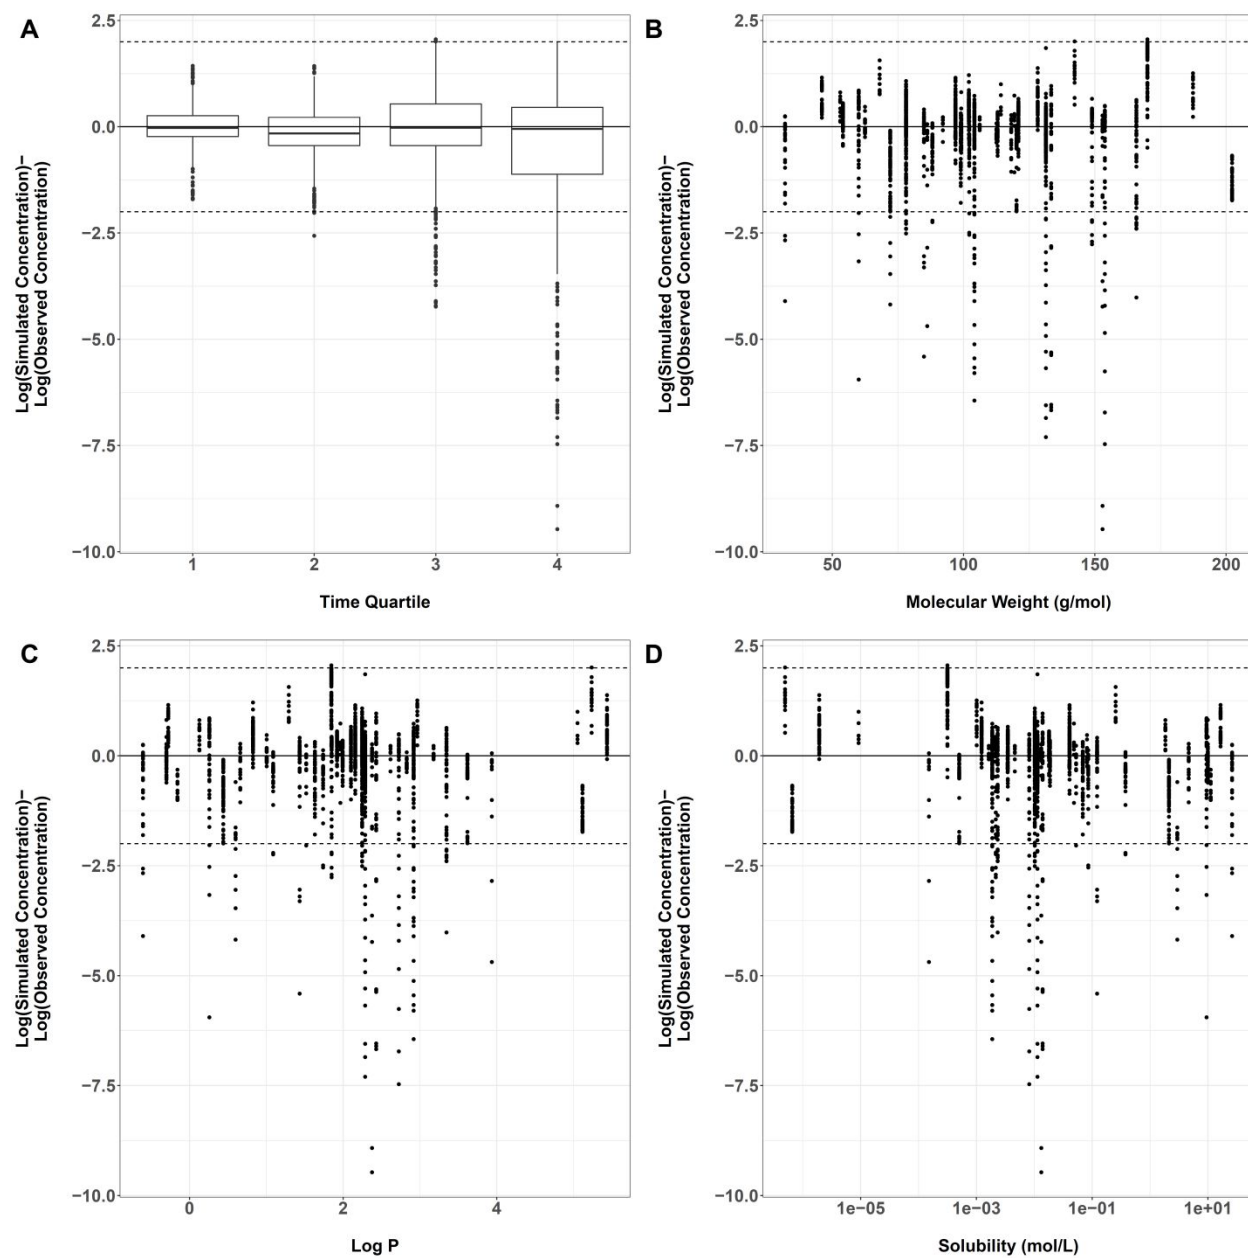 A
2.5
0.0
−2.5
−5.0
−7.5
−10.0
Log(Simulated Concentration)−
Log(Observed Concentration)
1 2 3 4
Time Quartile
B
2.5
0.0
−2.5
−5.0
−7.5
−10.0
Log(Simulated Concentration)−
Log(Observed Concentration)
50 100 150 200
Molecular Weight (g/mol)
C
2.5
0.0
−2.5
−5.0
−7.5
−10.0
Log(Simulated Concentration)−
Log(Observed Concentration)
0 2 4
Log P
D
2.5
0.0
−2.5
−5.0
−7.5
−10.0
Log(Simulated Concentration)−
Log(Observed Concentration)
1e−05 1e−03 1e−01 1e+01
Solubility (mol/L)